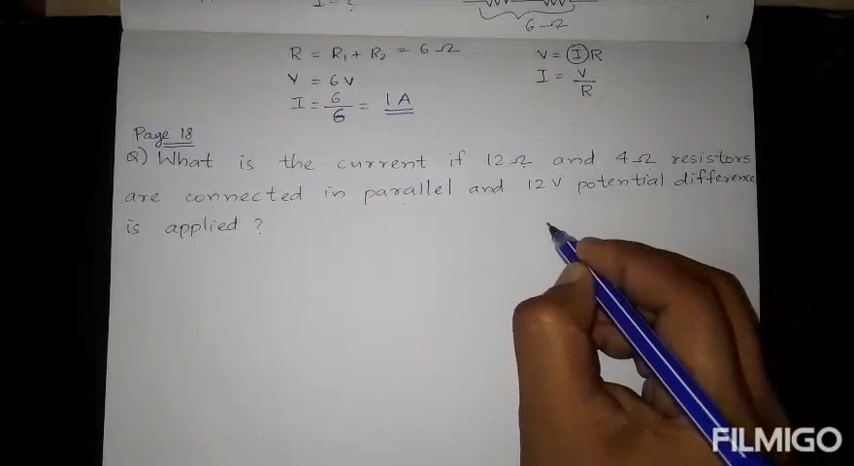 6 Ω
R = R₁ + R₂ = 6 Ω
V = 6 V
I = 6/6 = 1 A
V = I R
I = V/R
Page 18
Q) What is the current if 12 Ω and 4 Ω resistors
are connected in parallel and 12 V potential difference
is applied ?
FILMIGO